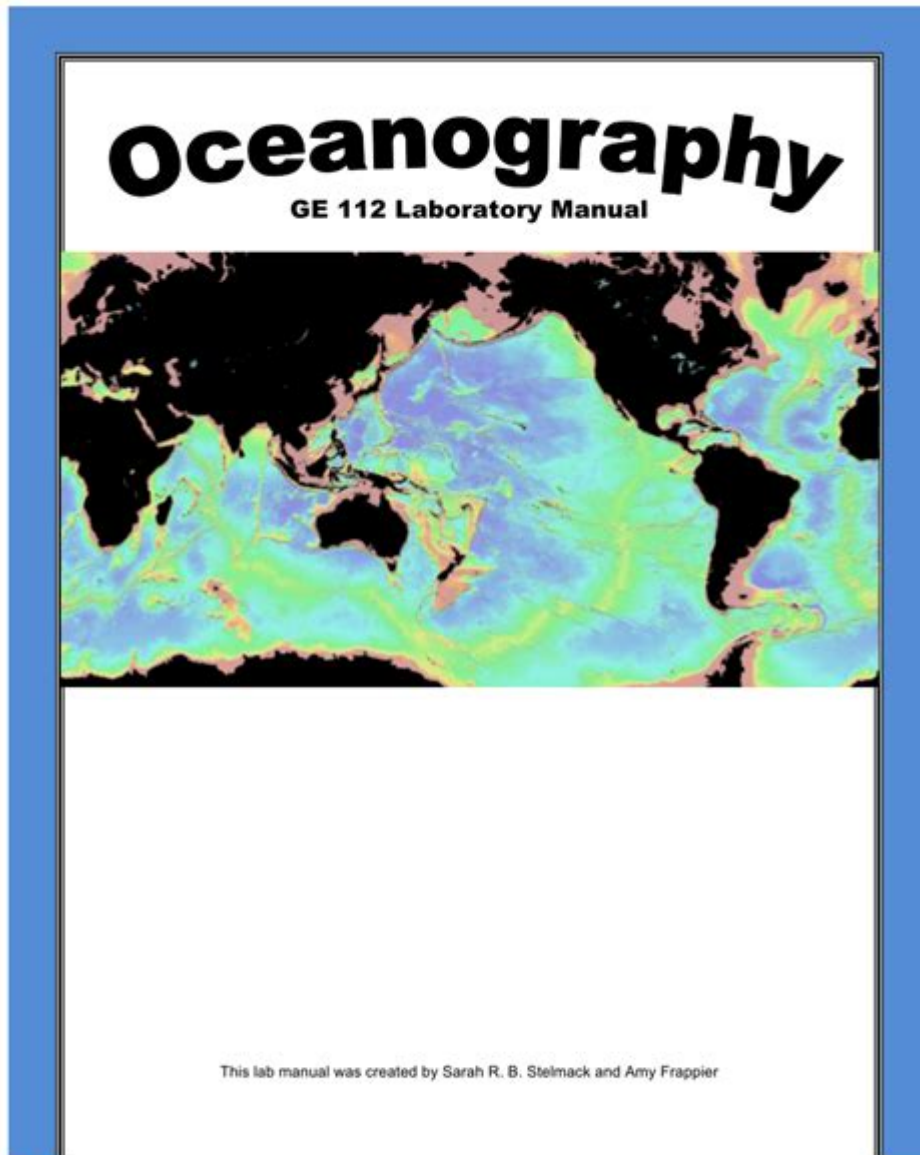 Oceanography
GE 112 Laboratory Manual
This lab manual was created by Sarah R. B. Stelmack and Amy Frappier